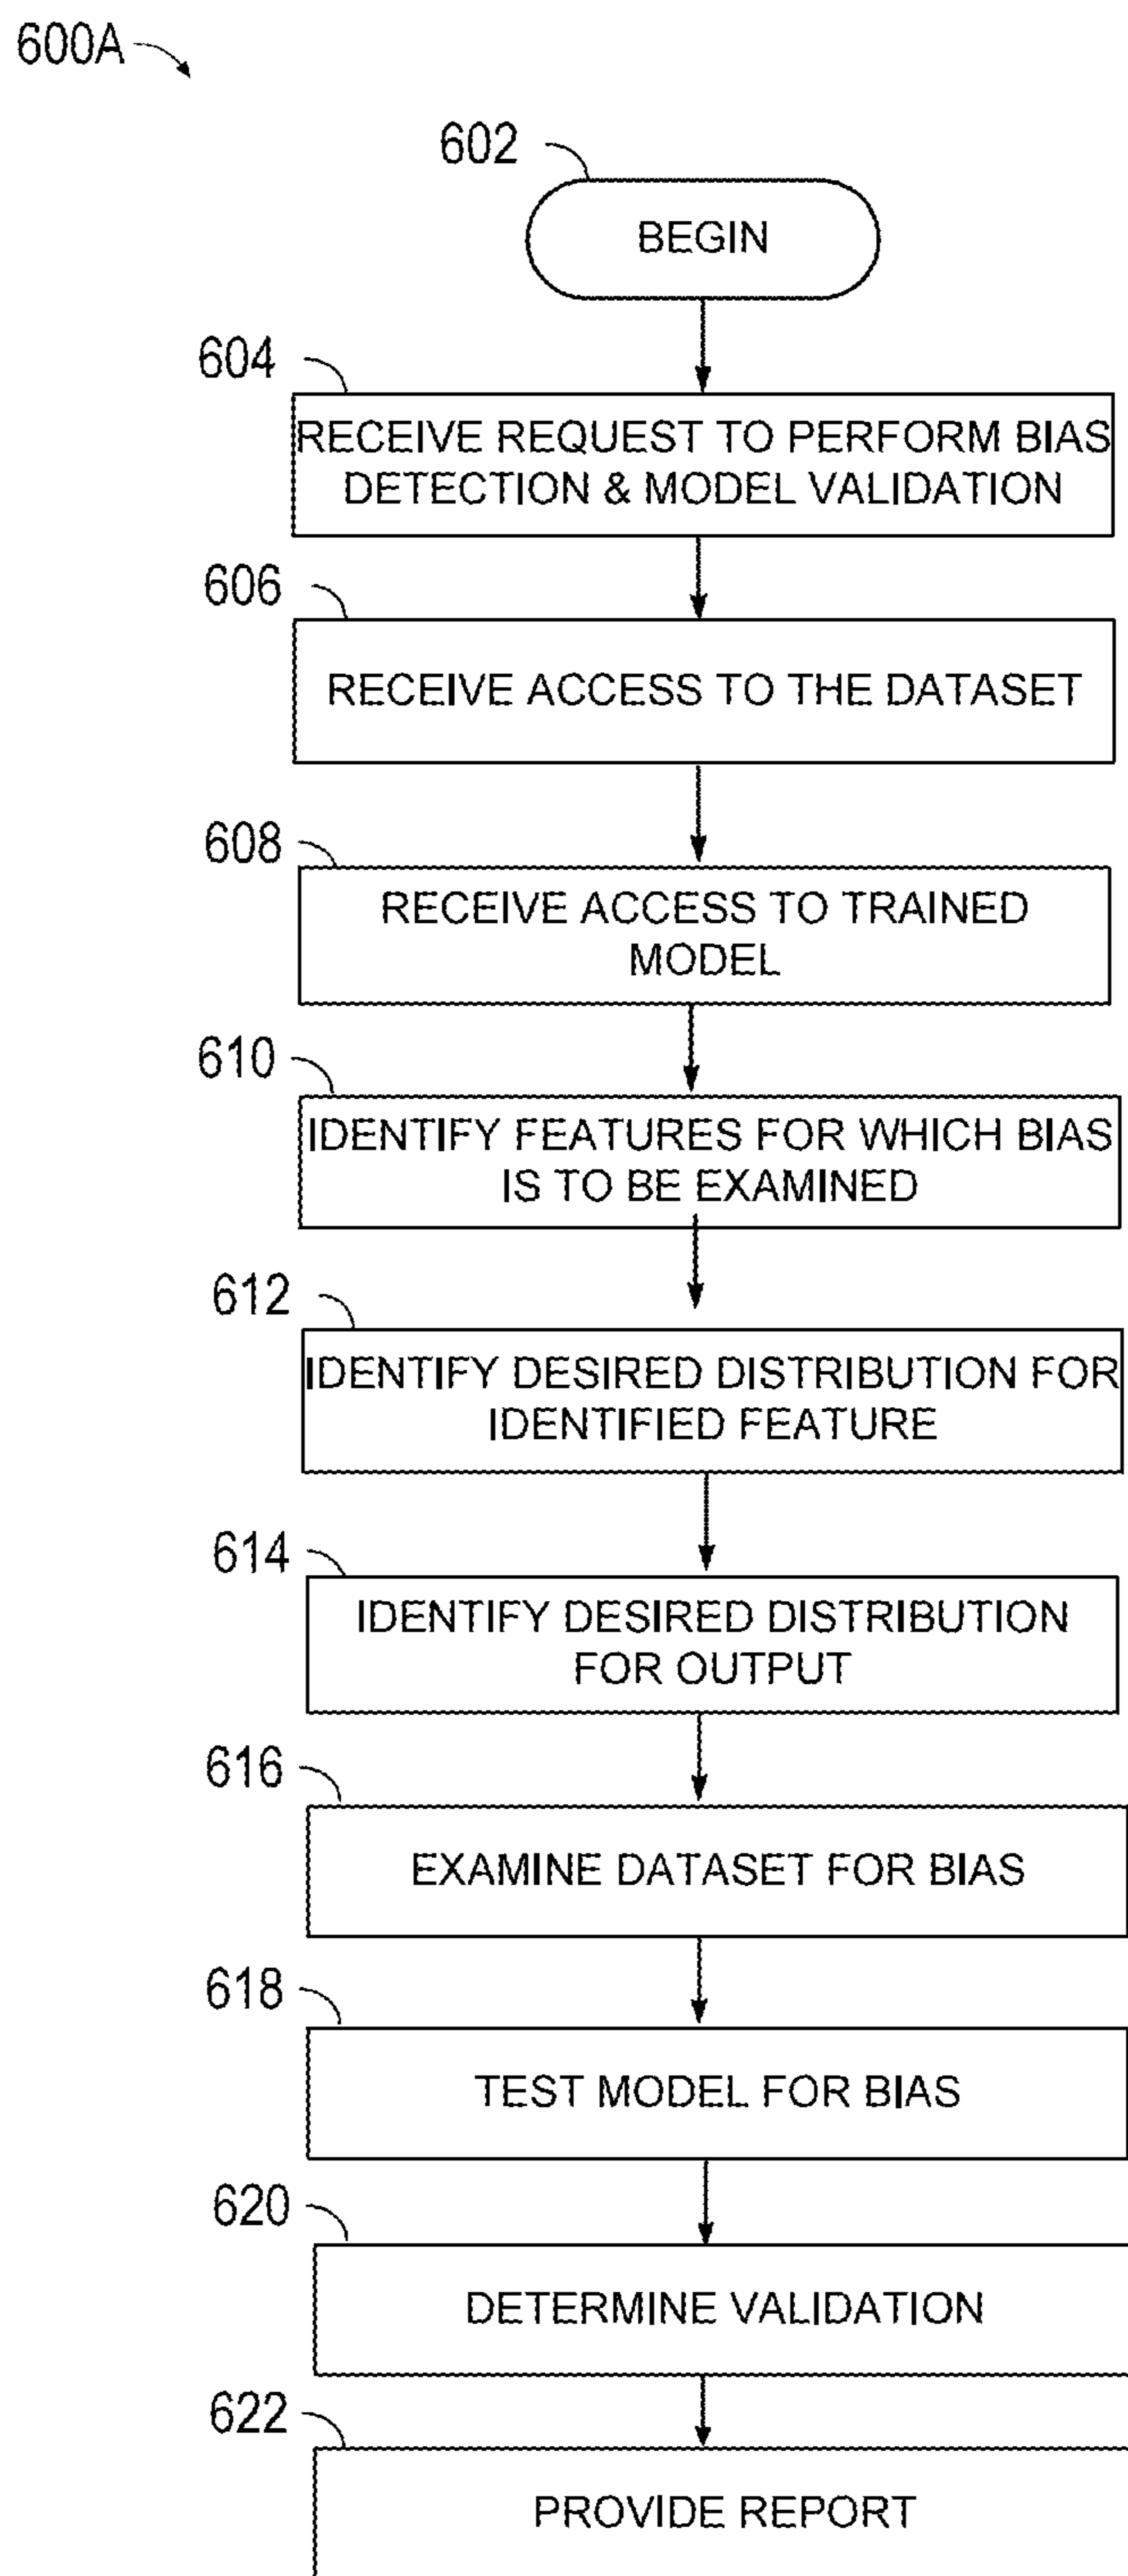 600A
602
BEGIN
604
RECEIVE REQUEST TO PERFORM BIAS
DETECTION & MODEL VALIDATION
606
RECEIVE ACCESS TO THE DATASET
608
RECEIVE ACCESS TO TRAINED
MODEL
610
IDENTIFY FEATURES FOR WHICH BIAS
IS TO BE EXAMINED
612
IDENTIFY DESIRED DISTRIBUTION FOR
IDENTIFIED FEATURE
614
IDENTIFY DESIRED DISTRIBUTION
FOR OUTPUT
616
EXAMINE DATASET FOR BIAS
618
TEST MODEL FOR BIAS
620
DETERMINE VALIDATION
622
PROVIDE REPORT